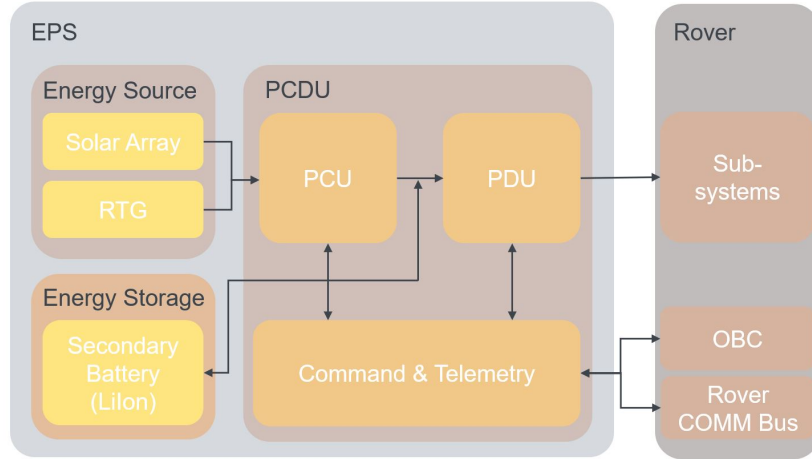 EPS
Rover
Energy Source
PCDU
Solar Array
RTG
PCU
PDU
Sub-
systems
Energy Storage
Secondary
Battery
(LiIon)
Command & Telemetry
OBC
Rover
COMM Bus